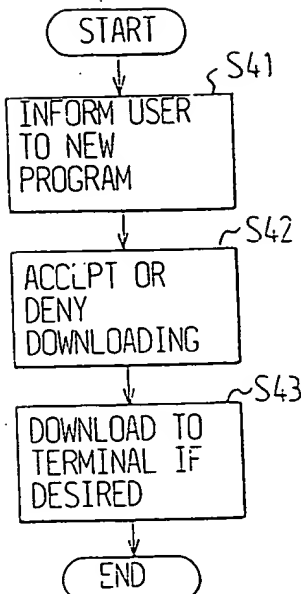 START
S41
INFORM USER
TO NEW
PROGRAM
S42
ACCEPT OR
DENY
DOWNLOADING
S43
DOWNLOAD TO
TERMINAL IF
DESIRED
END